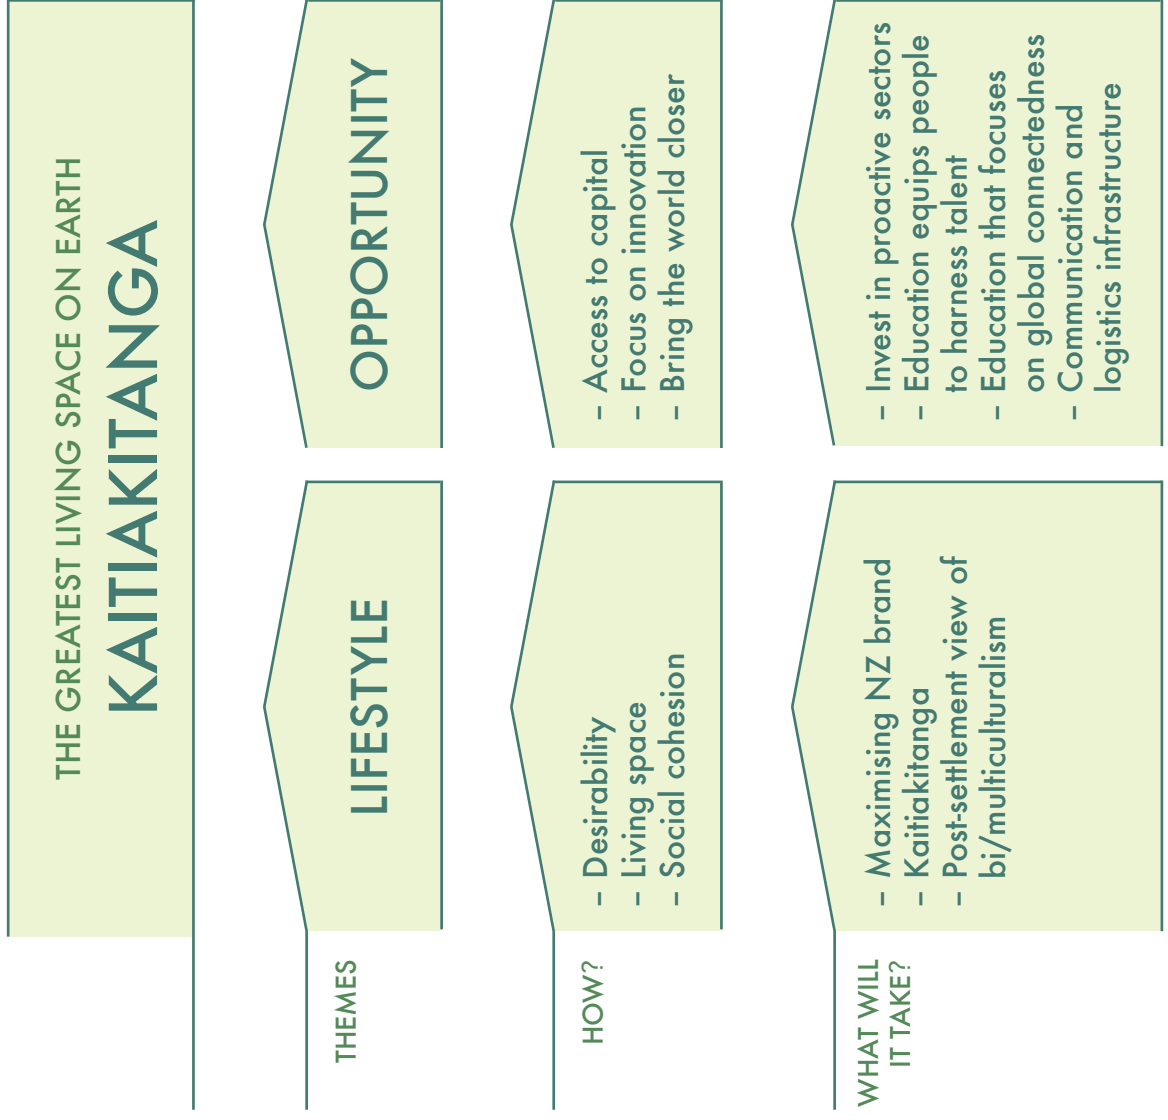 THE GREATEST LIVING SPACE ON EARTH
KAITIAKITANGA
THEMES
LIFESTYLE
OPPORTUNITY
HOW?
– Desirability
– Living space
– Social cohesion
– Access to capital
– Focus on innovation
– Bring the world closer
WHAT WILL
IT TAKE?
– Maximising NZ brand
– Kaitiakitanga
– Post-settlement view of
bi/multiculturalism
– Invest in proactive sectors
– Education equips people
to harness talent
– Education that focuses
on global connectedness
– Communication and
logistics infrastructure